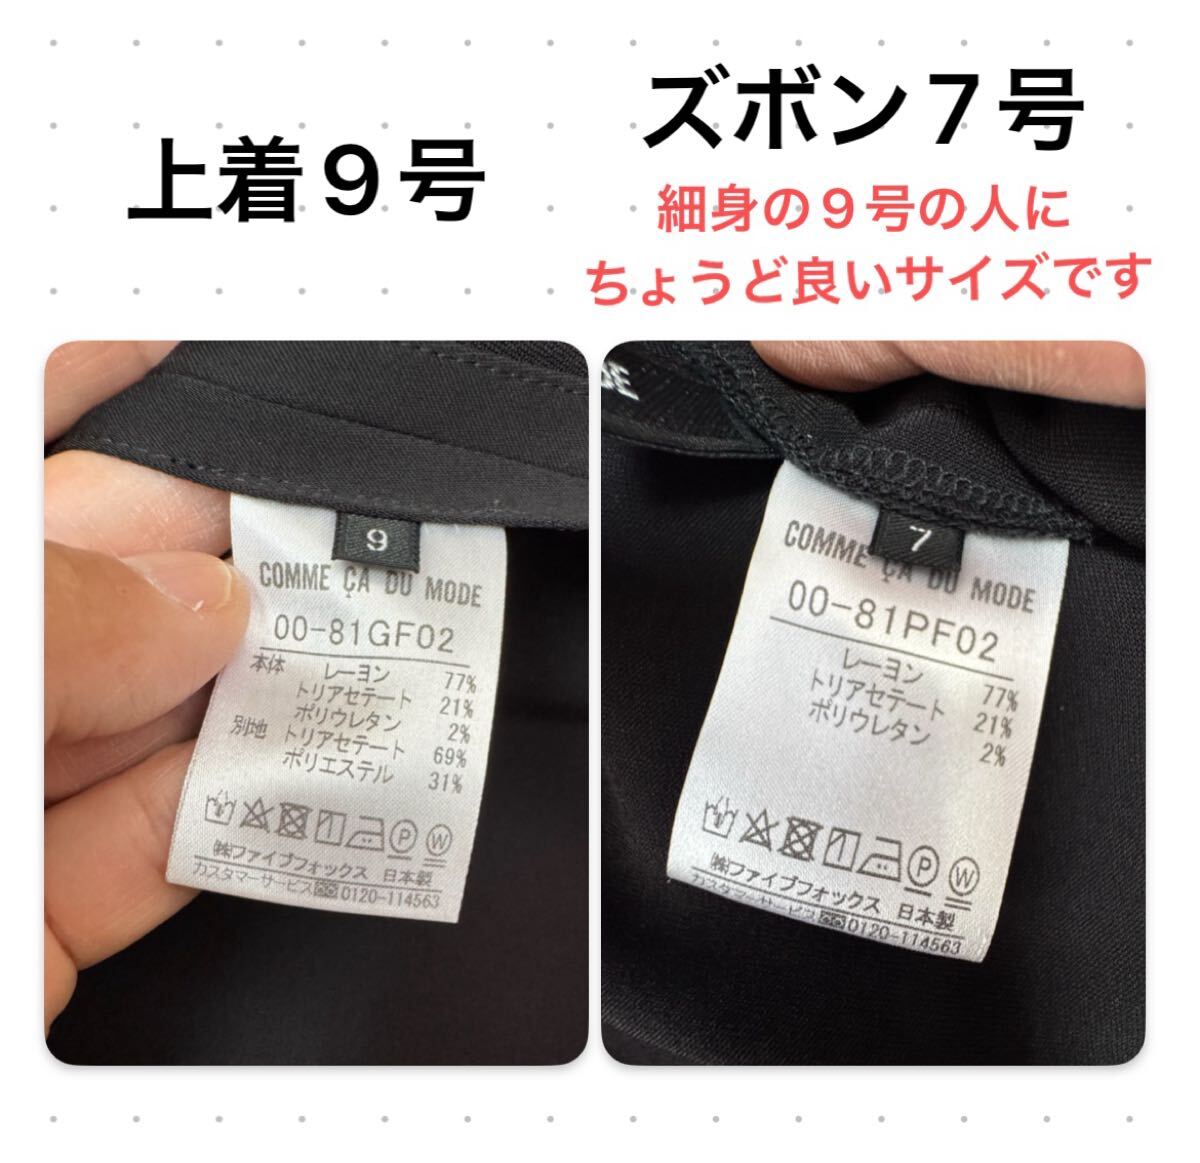 上着９号
ズボン７号
細身の９号の人に
ちょうど良いサイズです
9
COMME ÇA DU MODE
00-81GF02
本体 レーヨン 77%
トリアセテート 21%
ポリウレタン 2%
別地 トリアセテート 69%
ポリエステル 31%
P W
㈱ファイブフォックス 日本製
カスタマーサービス 0120-114563
DE
7
COMME ÇA DU MODE
00-81PF02
レーヨン 77%
トリアセテート 21%
ポリウレタン 2%
P W
㈱ファイブフォックス 日本製
カスタマーサービス 0120-114563